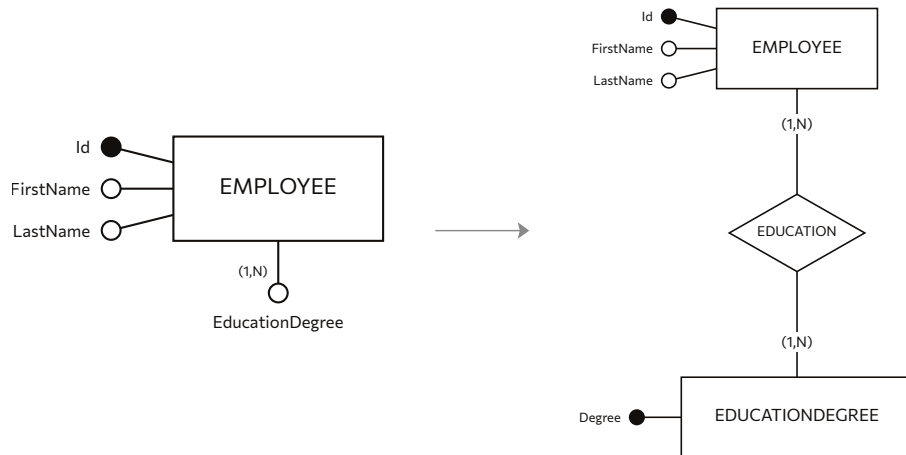 Id
FirstName
LastName
EMPLOYEE
(1,N)
EducationDegree
Id
FirstName
LastName
EMPLOYEE
(1,N)
EDUCATION
(1,N)
Degree
EDUCATIONDEGREE